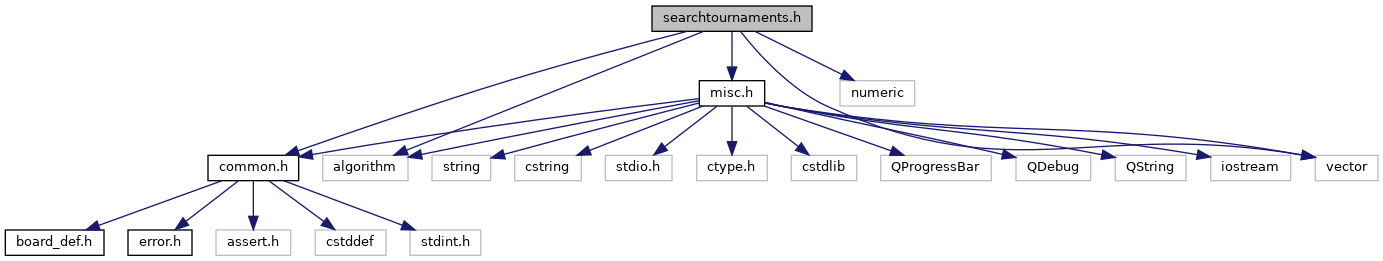 searchtournaments.h
misc.h
numeric
common.h
algorithm
string
cstring
stdio.h
ctype.h
cstdlib
QProgressBar
QDebug
QString
iostream
vector
board_def.h
error.h
assert.h
cstddef
stdint.h